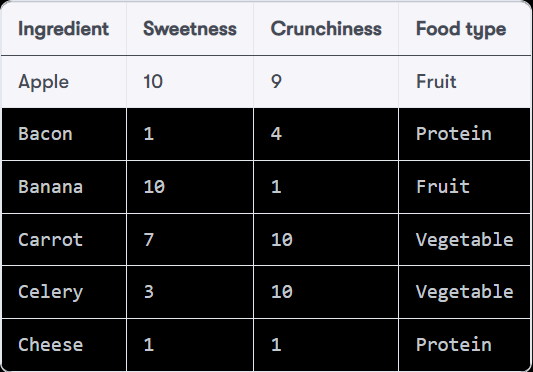 Ingredient Sweetness Crunchiness Food type
Apple 10 9 Fruit
Bacon 1 4 Protein
Banana 10 1 Fruit
Carrot 7 10 Vegetable
Celery 3 10 Vegetable
Cheese 1 1 Protein